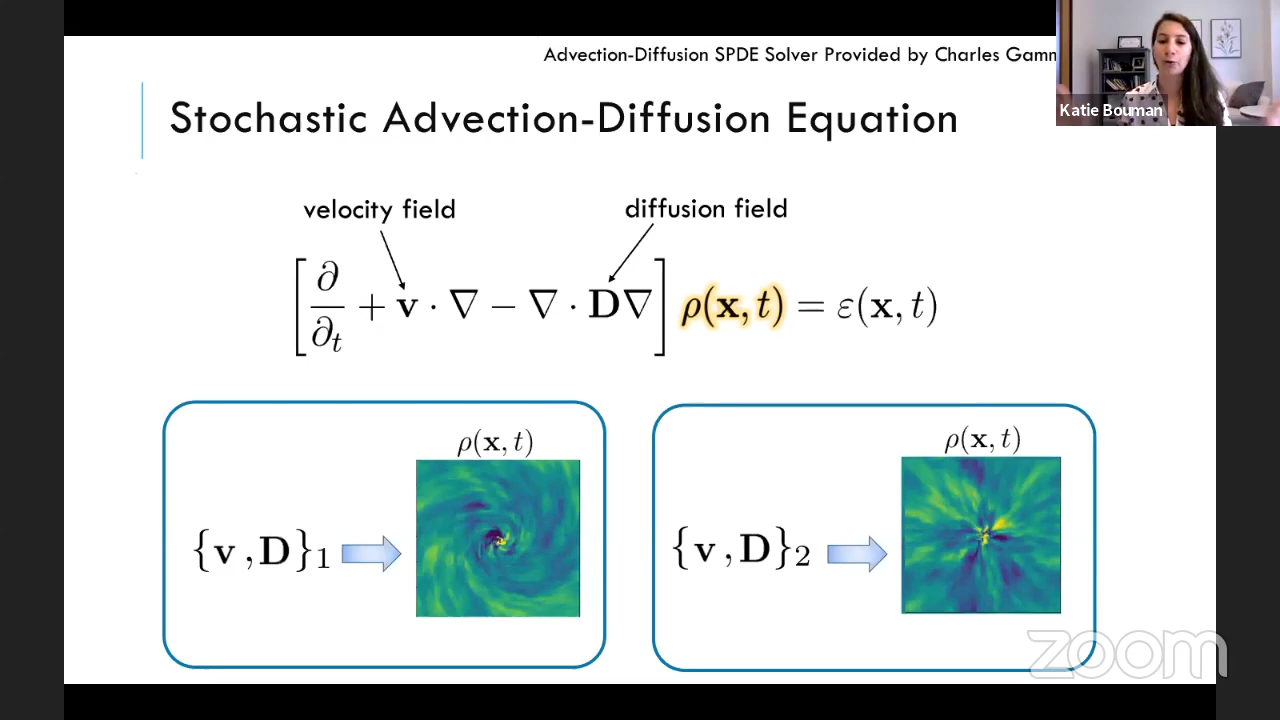 Advection-Diffusion SPDE Solver Provided by Charles
Katie Bouman
Stochastic Advection-Diffusion Equation
velocity field
diffusion field
[∂/∂ₜ + v · ∇ − ∇ · D∇] ρ(x, t) = ε(x, t)
ρ(x, t)
{v , D}₁
ρ(x, t)
{v , D}₂
zoom